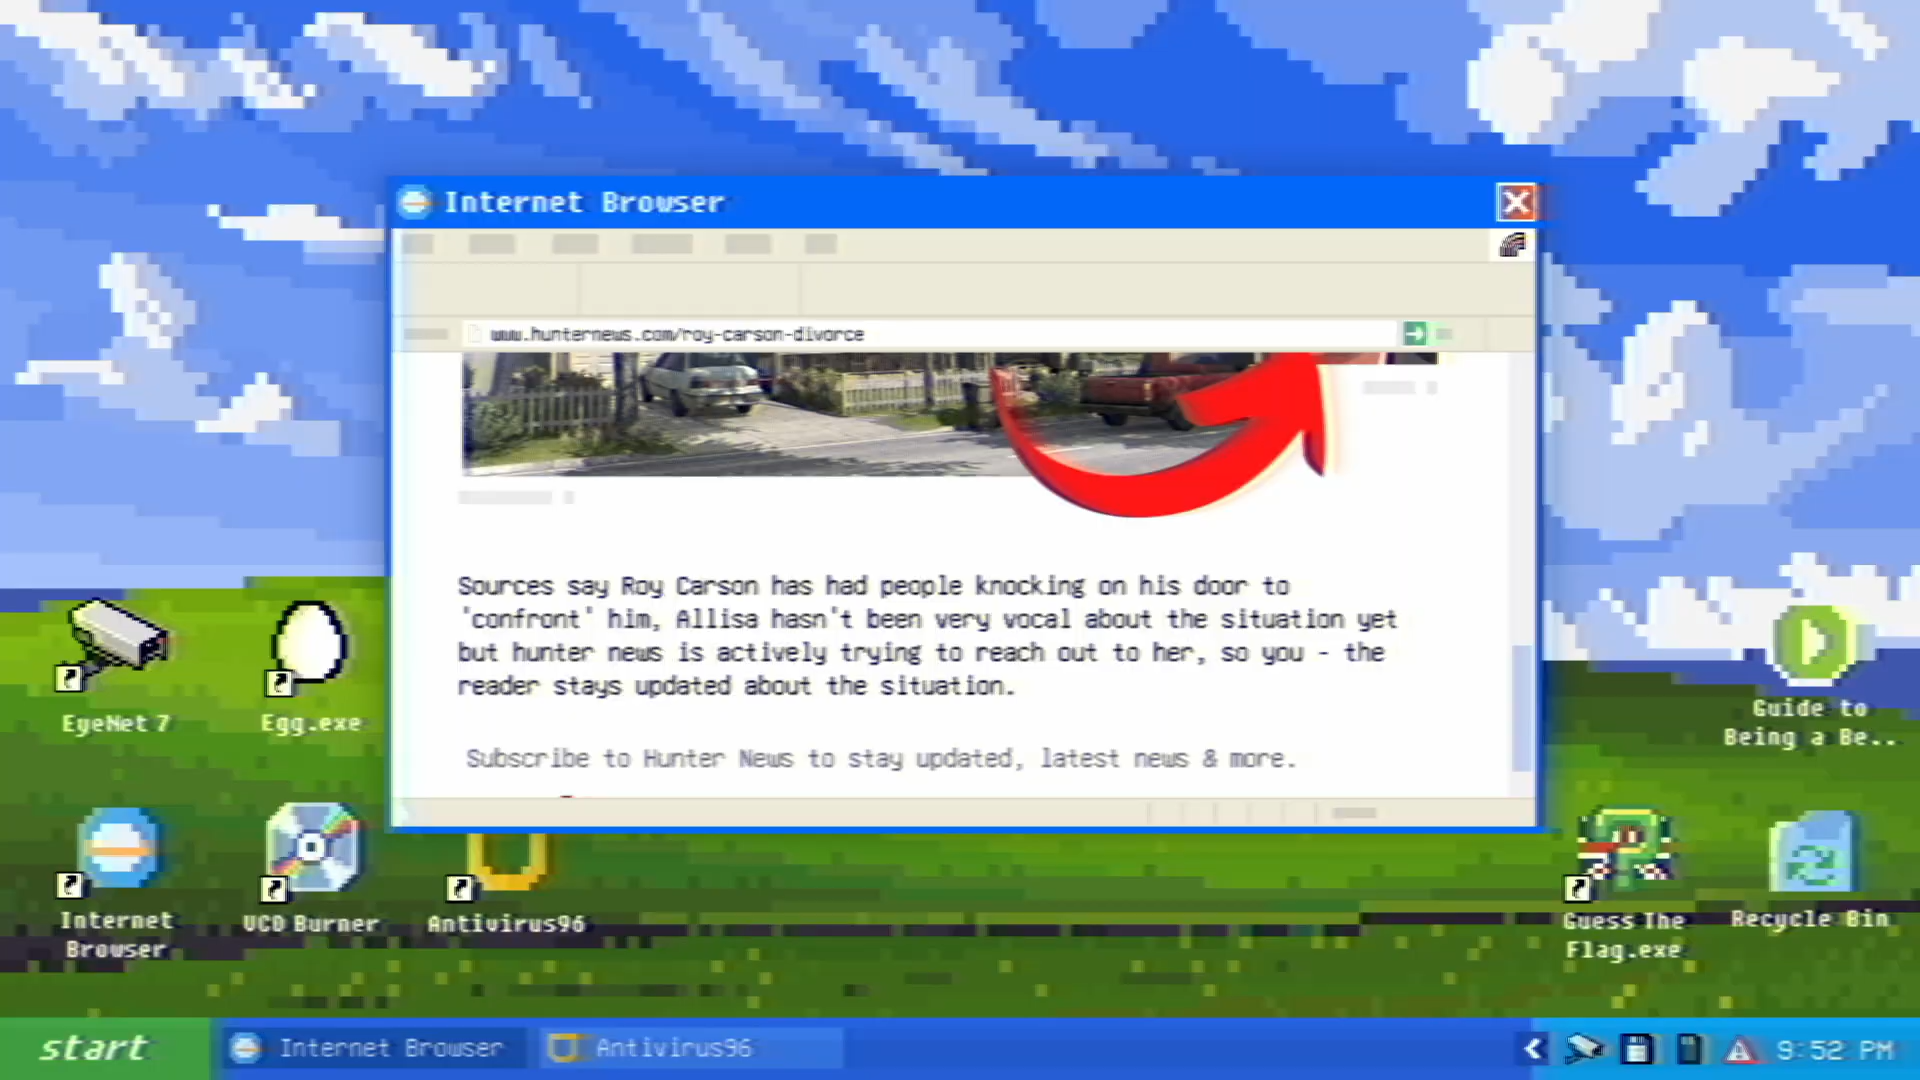 Internet Browser
www.hunternews.com/roy-carson-divorce
Sources say Roy Carson has had people knocking on his door to
'confront' him, Allisa hasn't been very vocal about the situation yet
but hunter news is actively trying to reach out to her, so you - the
reader stays updated about the situation.
Subscribe to Hunter News to stay updated, latest news & more.
EyeNet 7
Egg.exe
Guide to
Being a Be..
Internet
Browser
VCD Burner
Antivirus96
Guess The
Flag.exe
Recycle Bin
start
Internet Browser
Antivirus96
9:52 PM